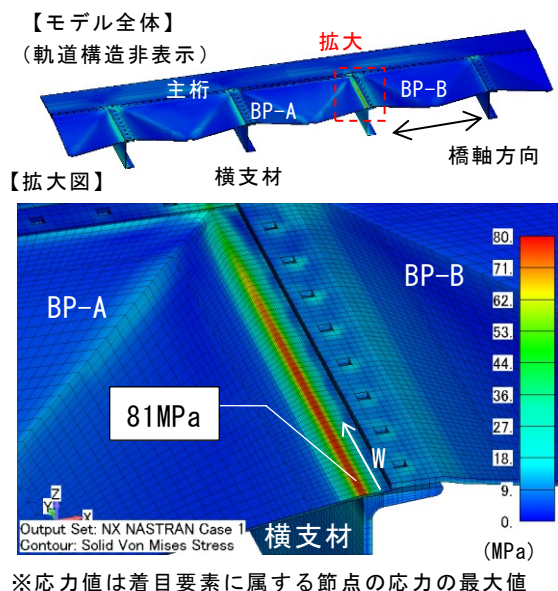 【モデル全体】
（軌道構造非表示）
拡大
主桁
BP-A
BP-B
橋軸方向
【拡大図】
横支材
BP-A
BP-B
80.
71.
62.
53.
44.
36.
27.
18.
9.
0.
(MPa)
81MPa
W
Z
Y
X
Output Set: NX NASTRAN Case 1
Contour: Solid Von Mises Stress
横支材
※応力値は着目要素に属する節点の応力の最大値